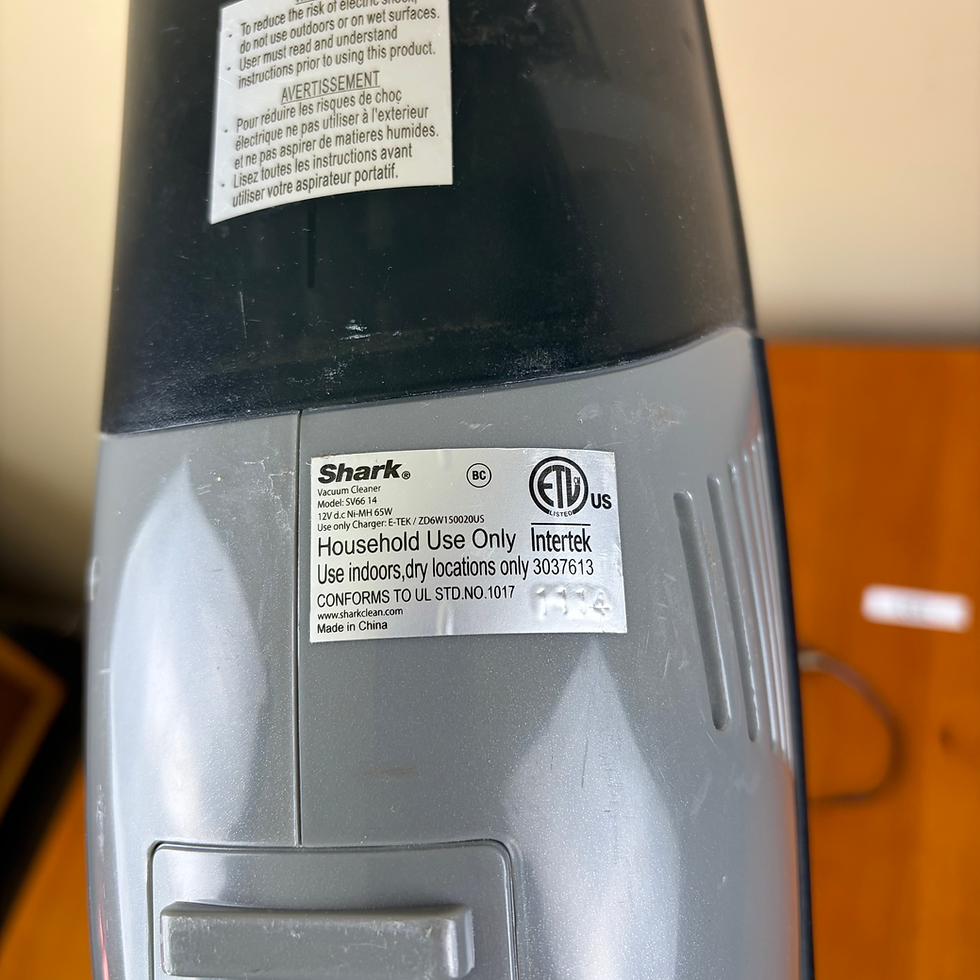 To reduce the risk of electric shock,
do not use outdoors or on wet surfaces.
User must read and understand
instructions prior to using this product.
AVERTISSEMENT
Pour réduire les risques de choç
électrique ne pas utiliser à l'exterieur
et ne pas aspirer de matieres humides.
Lisez toutes les instructions avant
utiliser votre aspirateur portatif.
Shark®
BC
Vacuum Cleaner
Model: SV66 14
12V d.c Ni-MH 65W
Use only Charger: E-TEK / ZD6W150020US
ETL CM US
LISTED
Household Use Only Intertek
Use indoors,dry locations only 3037613
CONFORMS TO UL STD.NO.1017
1114
www.sharkclean.com
Made in China